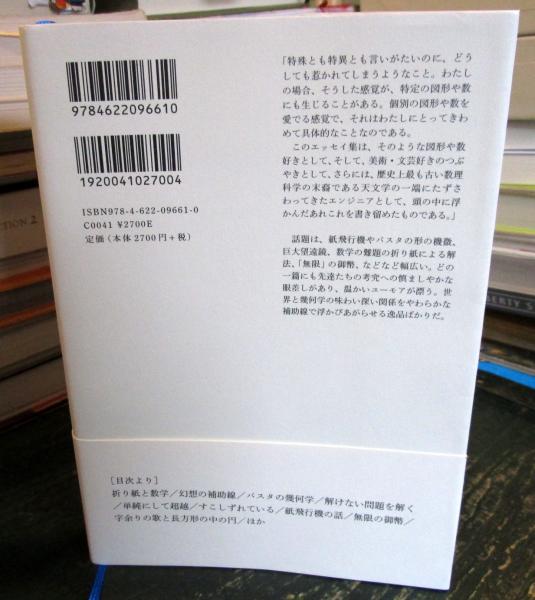 9784622096610
1920041027004
ISBN978-4-622-09661-0
C0041 ¥2700E
定価（本体2700円+税）
「特殊とも特異とも言いがたいのに、どう
しても惹かれてしまうようなこと。わたし
の場合、そうした感覚が、特定の図形や数
にも生じることがある。個別の図形や数を
愛でる感覚で、それはわたしにとってきわ
めて具体的なことなのである。
このエッセイ集は、そのような図形や数
好きとして、そして、美術・文芸好きのつぶ
やきとして、さらには、歴史上最も古い数理
科学の末裔である天文学の一端にたずさ
わってきたエンジニアとして、頭の中に浮
かんだあれこれを書き留めたものである。」
話題は、紙飛行機やパスタの形の機微、
巨大望遠鏡、数学の難題の折り紙による解
法、「無限」の御幣、などなど幅広い。どの
一篇にも先達たちの考究への慎ましやかな
眼差しがあり、温かいユーモアが漂う。世
界と幾何学の味わい深い関係をやわらかな
補助線で浮かびあがらせる逸品ばかりだ。
［目次より］
折り紙と数学／幻想の補助線／パスタの幾何学／解けない問題を解く
／単純にして超越／すこしずれている／紙飛行機の話／無限の御幣／
字余りの歌と長方形の中の円／ほか